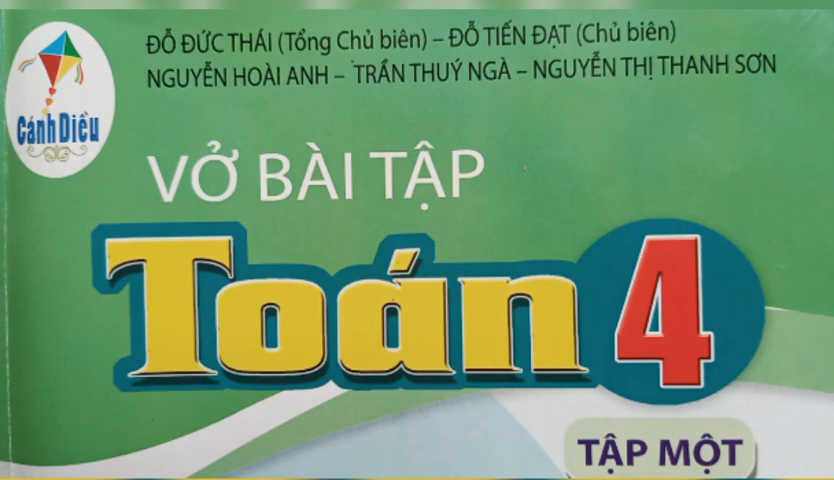 ĐỖ ĐỨC THÁI (Tổng Chủ biên) – ĐỖ TIẾN ĐẠT (Chủ biên)
NGUYỄN HOÀI ANH – TRẦN THUÝ NGÀ – NGUYỄN THỊ THANH SƠN
Cánh Diều
VỞ BÀI TẬP
Toán 4
TẬP MỘT